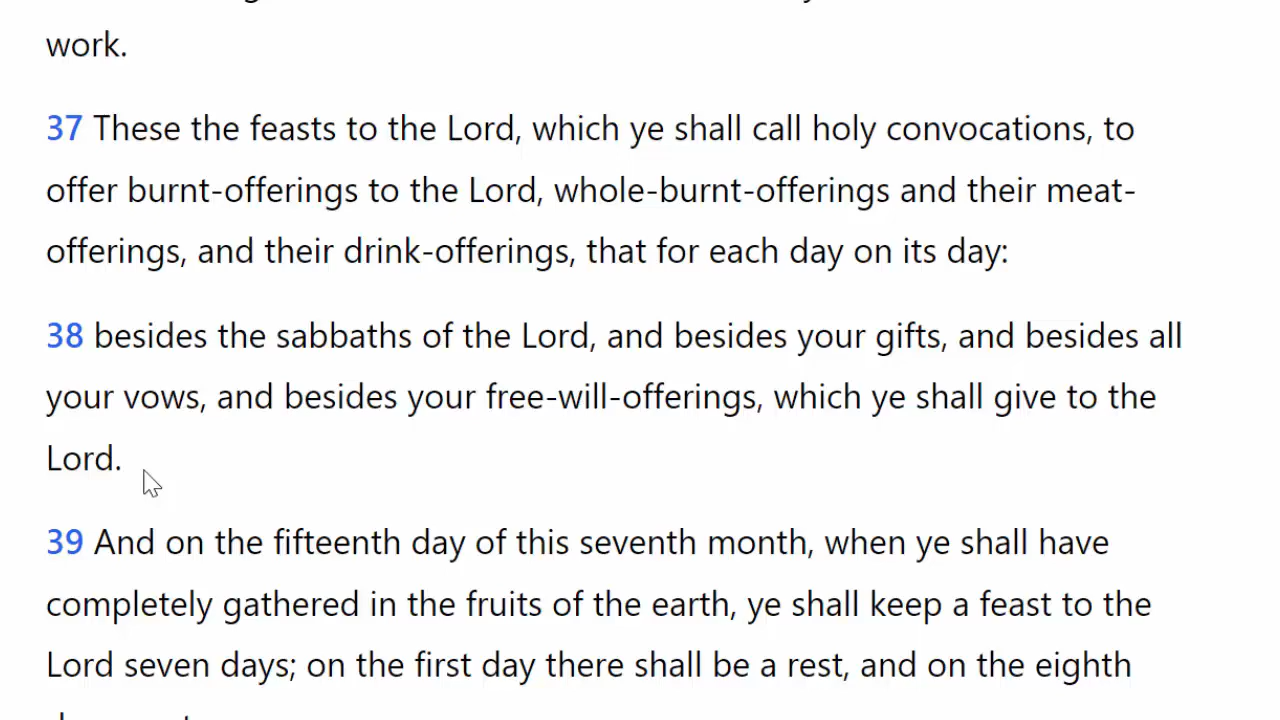 work.
37 These the feasts to the Lord, which ye shall call holy convocations, to
offer burnt-offerings to the Lord, whole-burnt-offerings and their meat-
offerings, and their drink-offerings, that for each day on its day:
38 besides the sabbaths of the Lord, and besides your gifts, and besides all
your vows, and besides your free-will-offerings, which ye shall give to the
Lord.
39 And on the fifteenth day of this seventh month, when ye shall have
completely gathered in the fruits of the earth, ye shall keep a feast to the
Lord seven days; on the first day there shall be a rest, and on the eighth